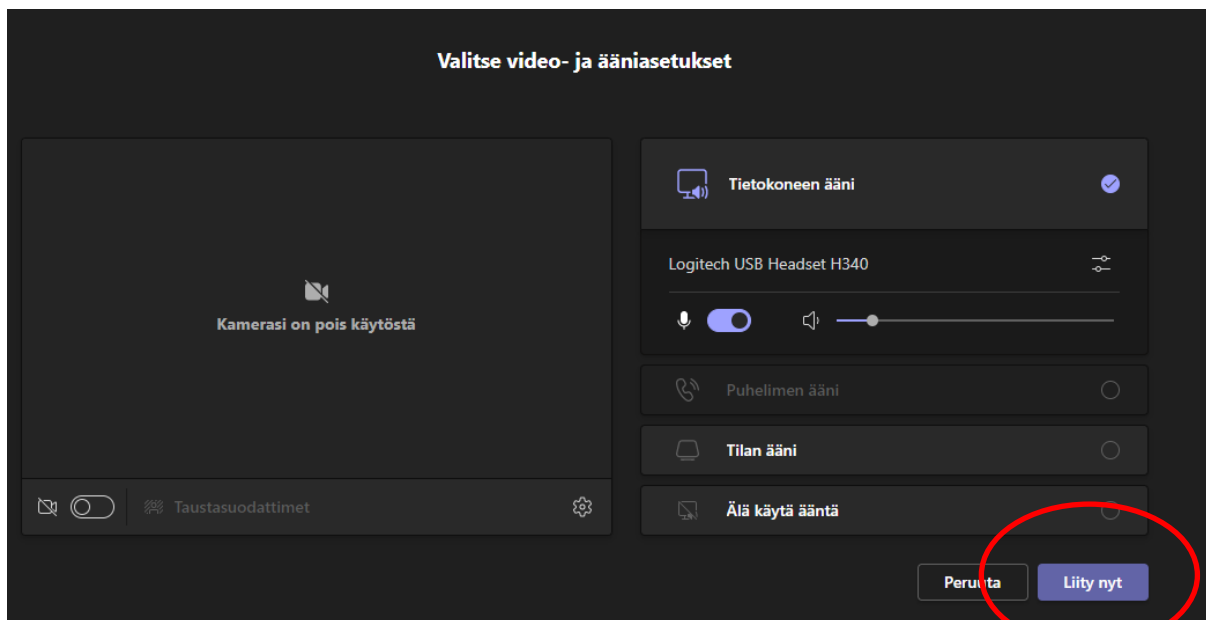 Valitse video- ja ääniasetukset
Kamerasi on pois käytöstä
Taustasuodattimet
Tietokoneen ääni
Logitech USB Headset H340
Puhelimen ääni
Tilan ääni
Älä käytä ääntä
Peruuta
Liity nyt